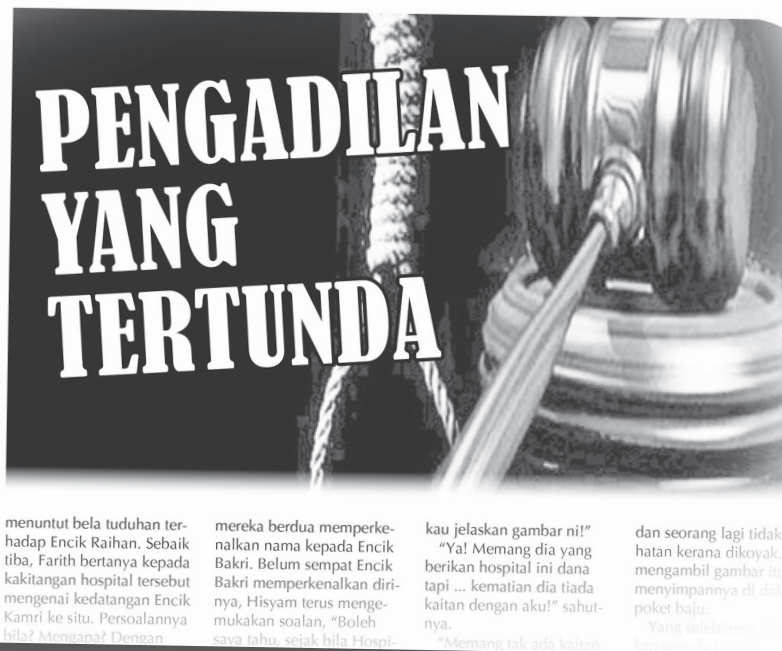 PENGADILAN
YANG
TERTUNDA
menuntut bela tuduhan ter-
hadap Encik Raihan. Sebaik
tiba, Farith bertanya kepada
kakitangan hospital tersebut
mengenai kedatangan Encik
Kamri ke situ. Persoalannya
bila? Mengapa? Dengan
mereka berdua memperke-
nalkan nama kepada Encik
Bakri. Belum sempat Encik
Bakri memperkenalkan diri-
nya, Hisyam terus menge-
mukakan soalan, “Boleh
saya tahu, sejak bila Hospi-
kau jelaskan gambar ni!”
“Ya! Memang dia yang
berikan hospital ini dana
tapi ... kematian dia tiada
kaitan dengan aku!” sahut-
nya.
“Memang tak ada kaitan
dan seorang lagi tidak
hatan kerana dikoyak.
mengambil gambar itu
menyimpannya di
poket baju.
Yang